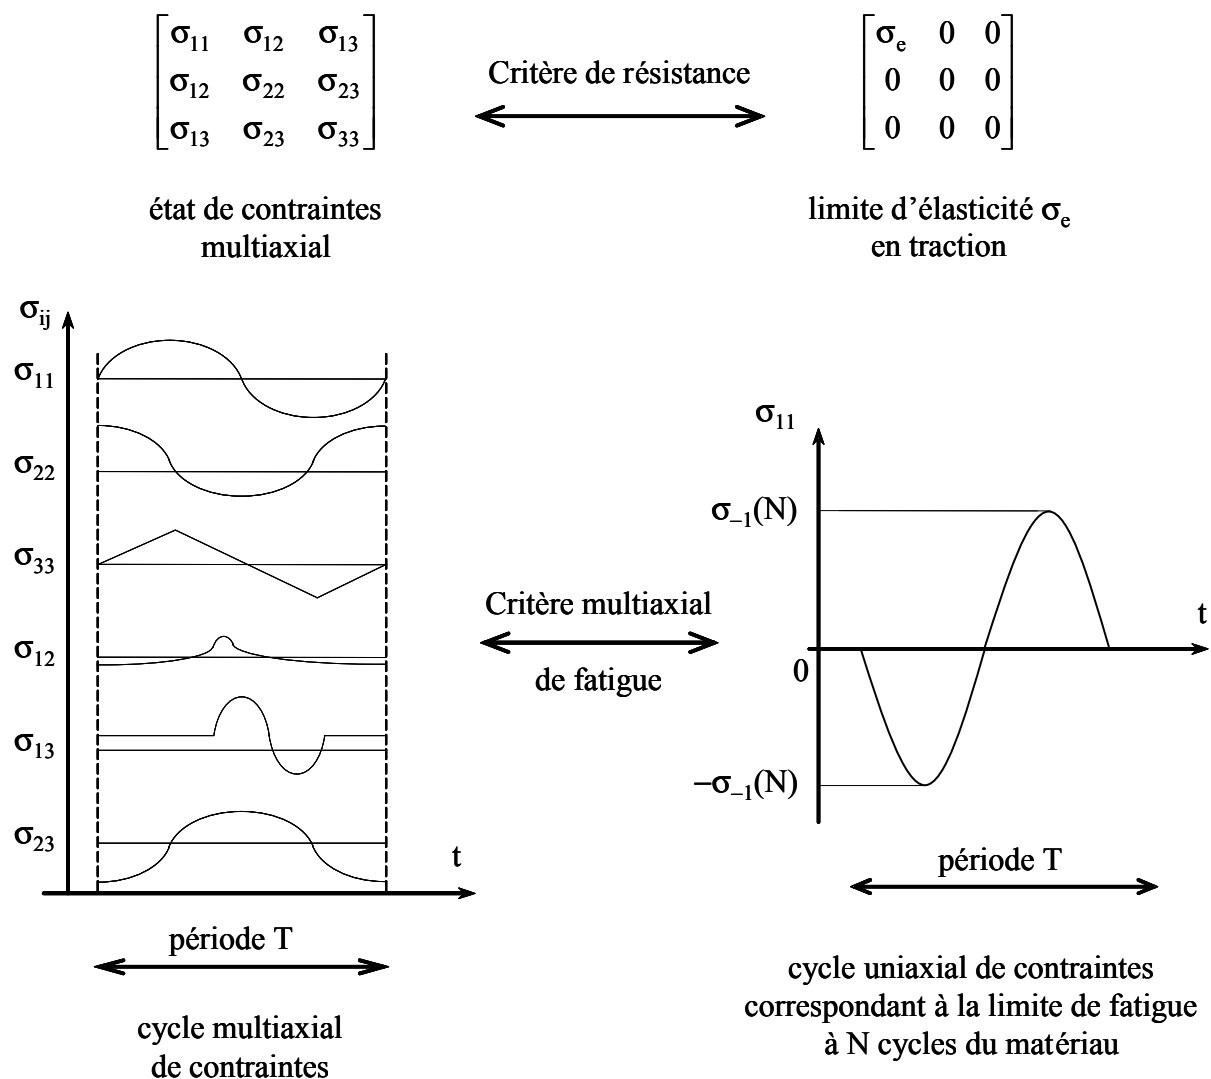 σ11 σ12 σ13
σ12 σ22 σ23
σ13 σ23 σ33
Critère de résistance
σe 0 0
0 0 0
0 0 0
état de contraintes
multiaxial
limite d’élasticité σe
en traction
σij
σ11
σ22
σ33
σ12
σ13
σ23
t
période T
cycle multiaxial
de contraintes
Critère multiaxial
de fatigue
σ11
σ–1(N)
t
0
–σ–1(N)
période T
cycle uniaxial de contraintes
correspondant à la limite de fatigue
à N cycles du matériau